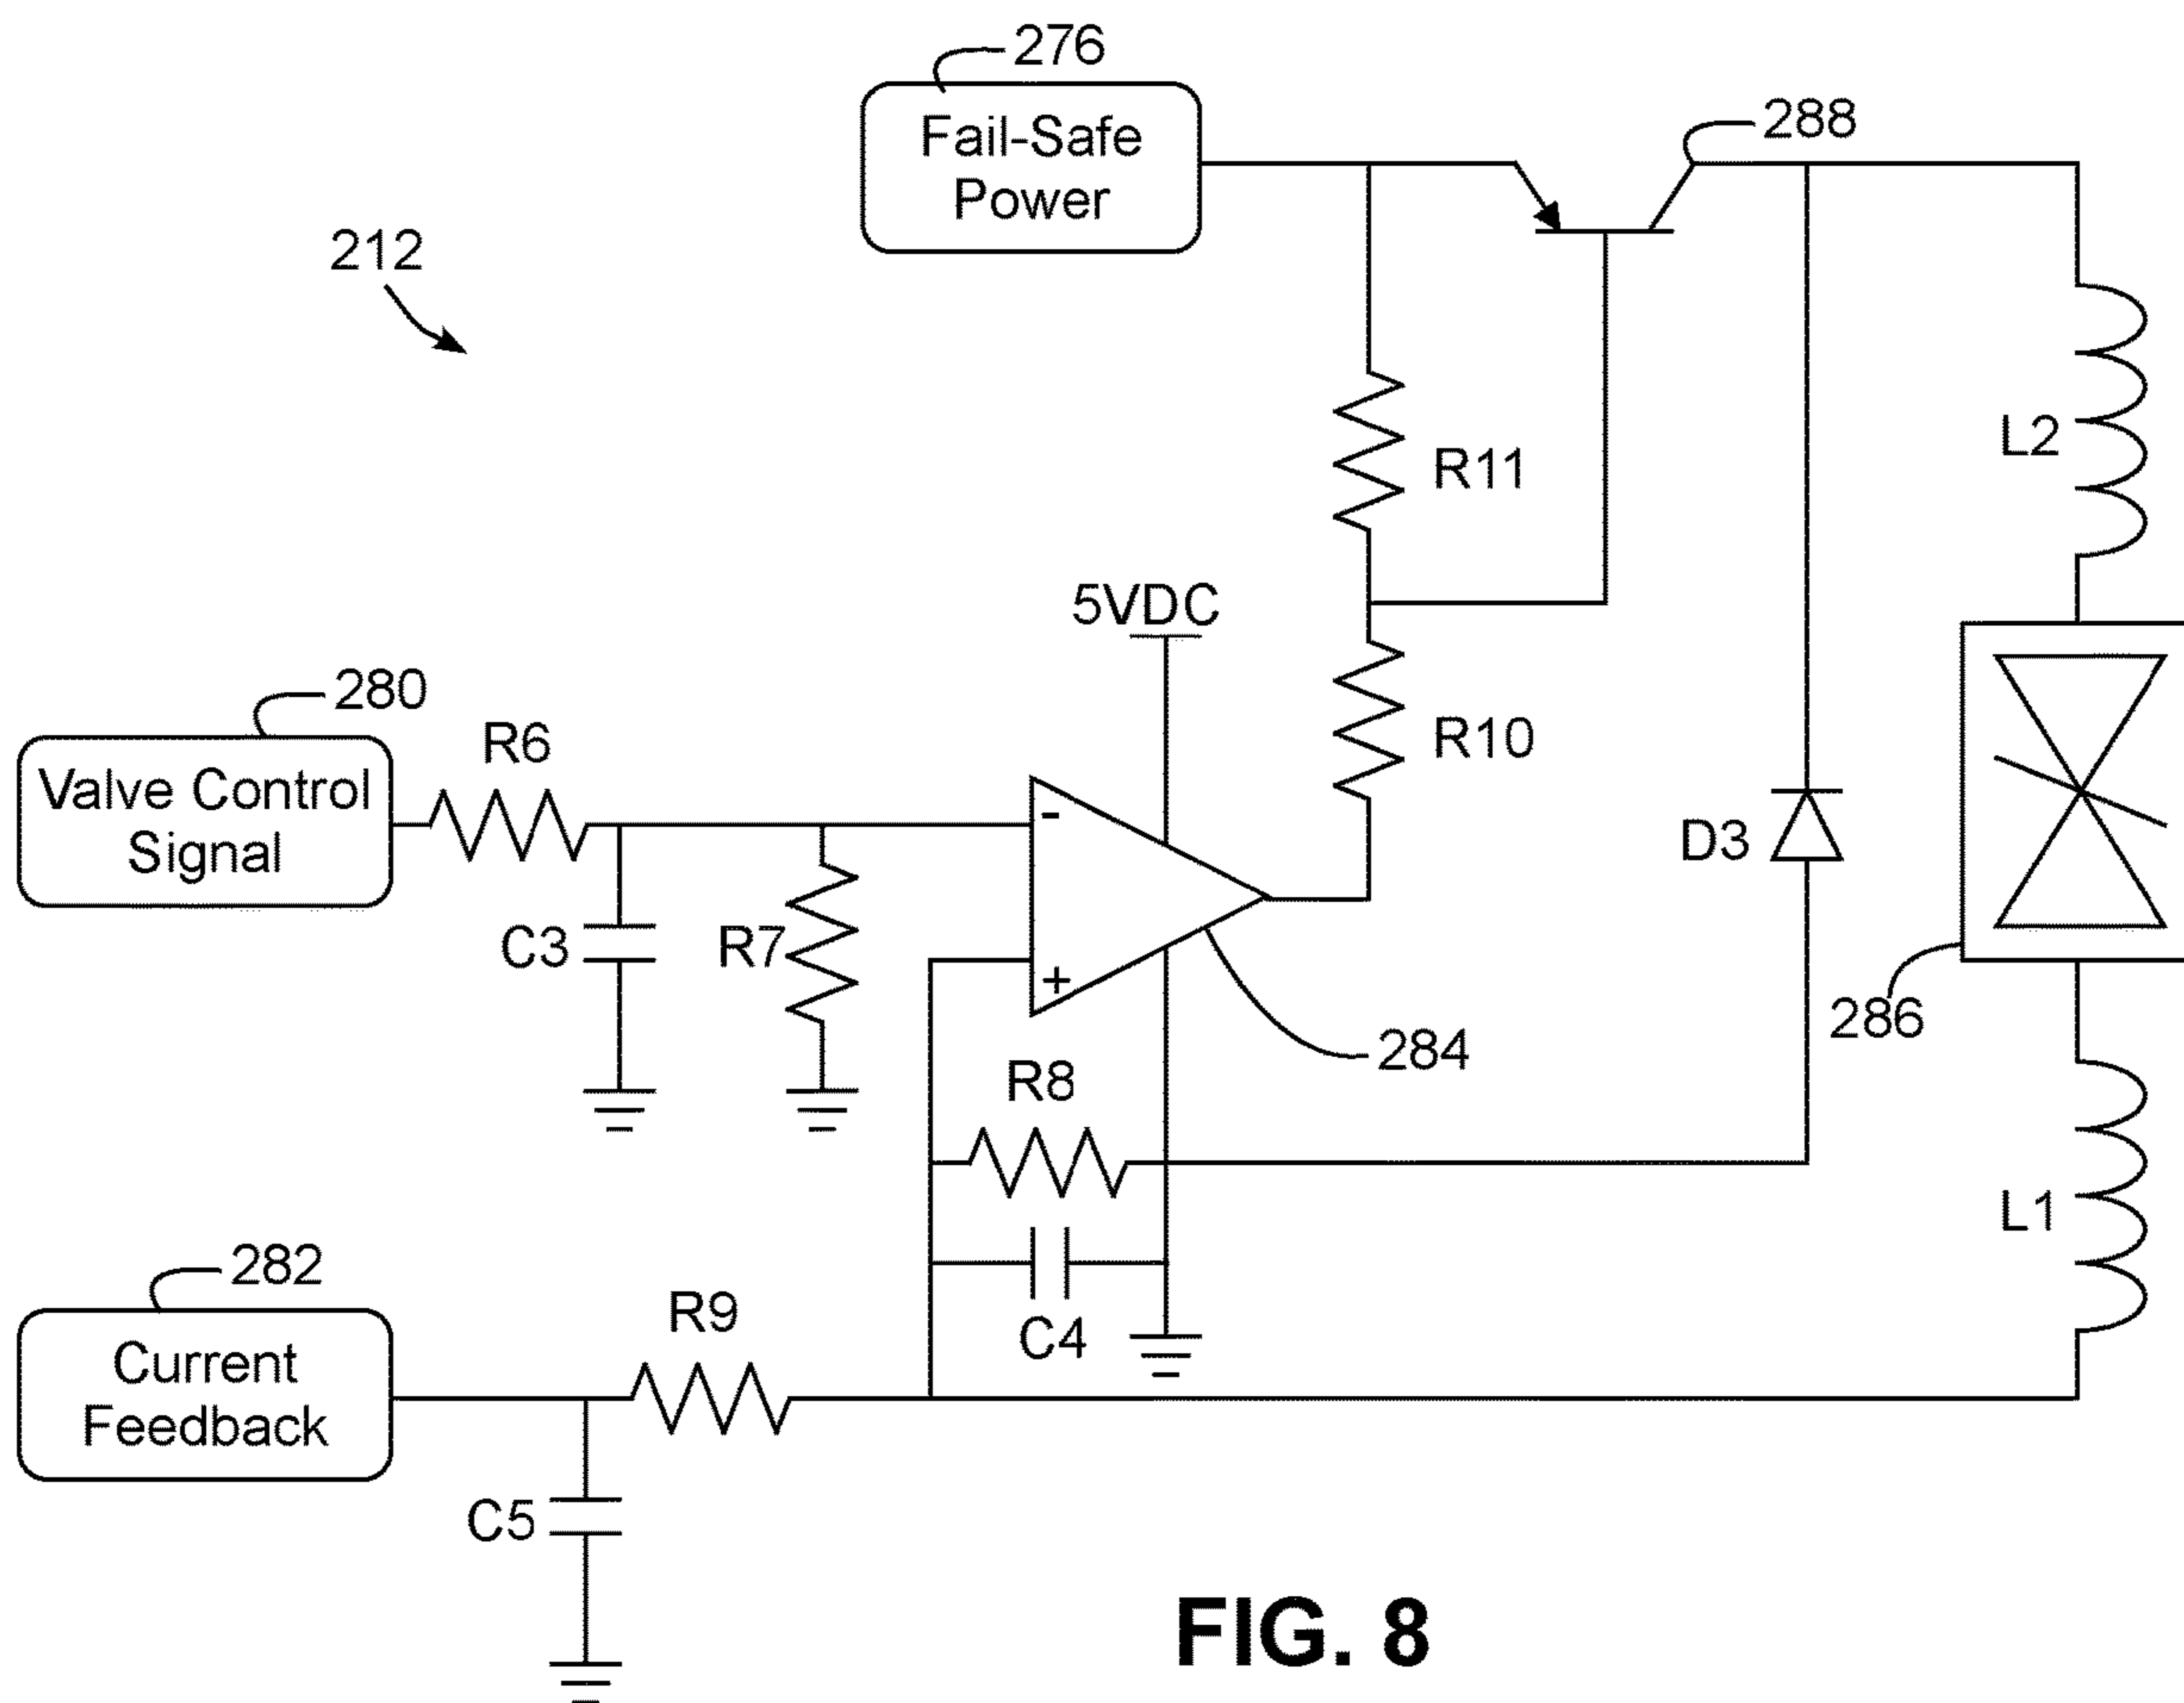 276
Fail-Safe
Power
288
212
R11
L2
5VDC
280
R6
R10
Valve Control
Signal
-
D3
C3
R7
+
286
284
R8
L1
282
R9
C4
Current
Feedback
C5
FIG. 8